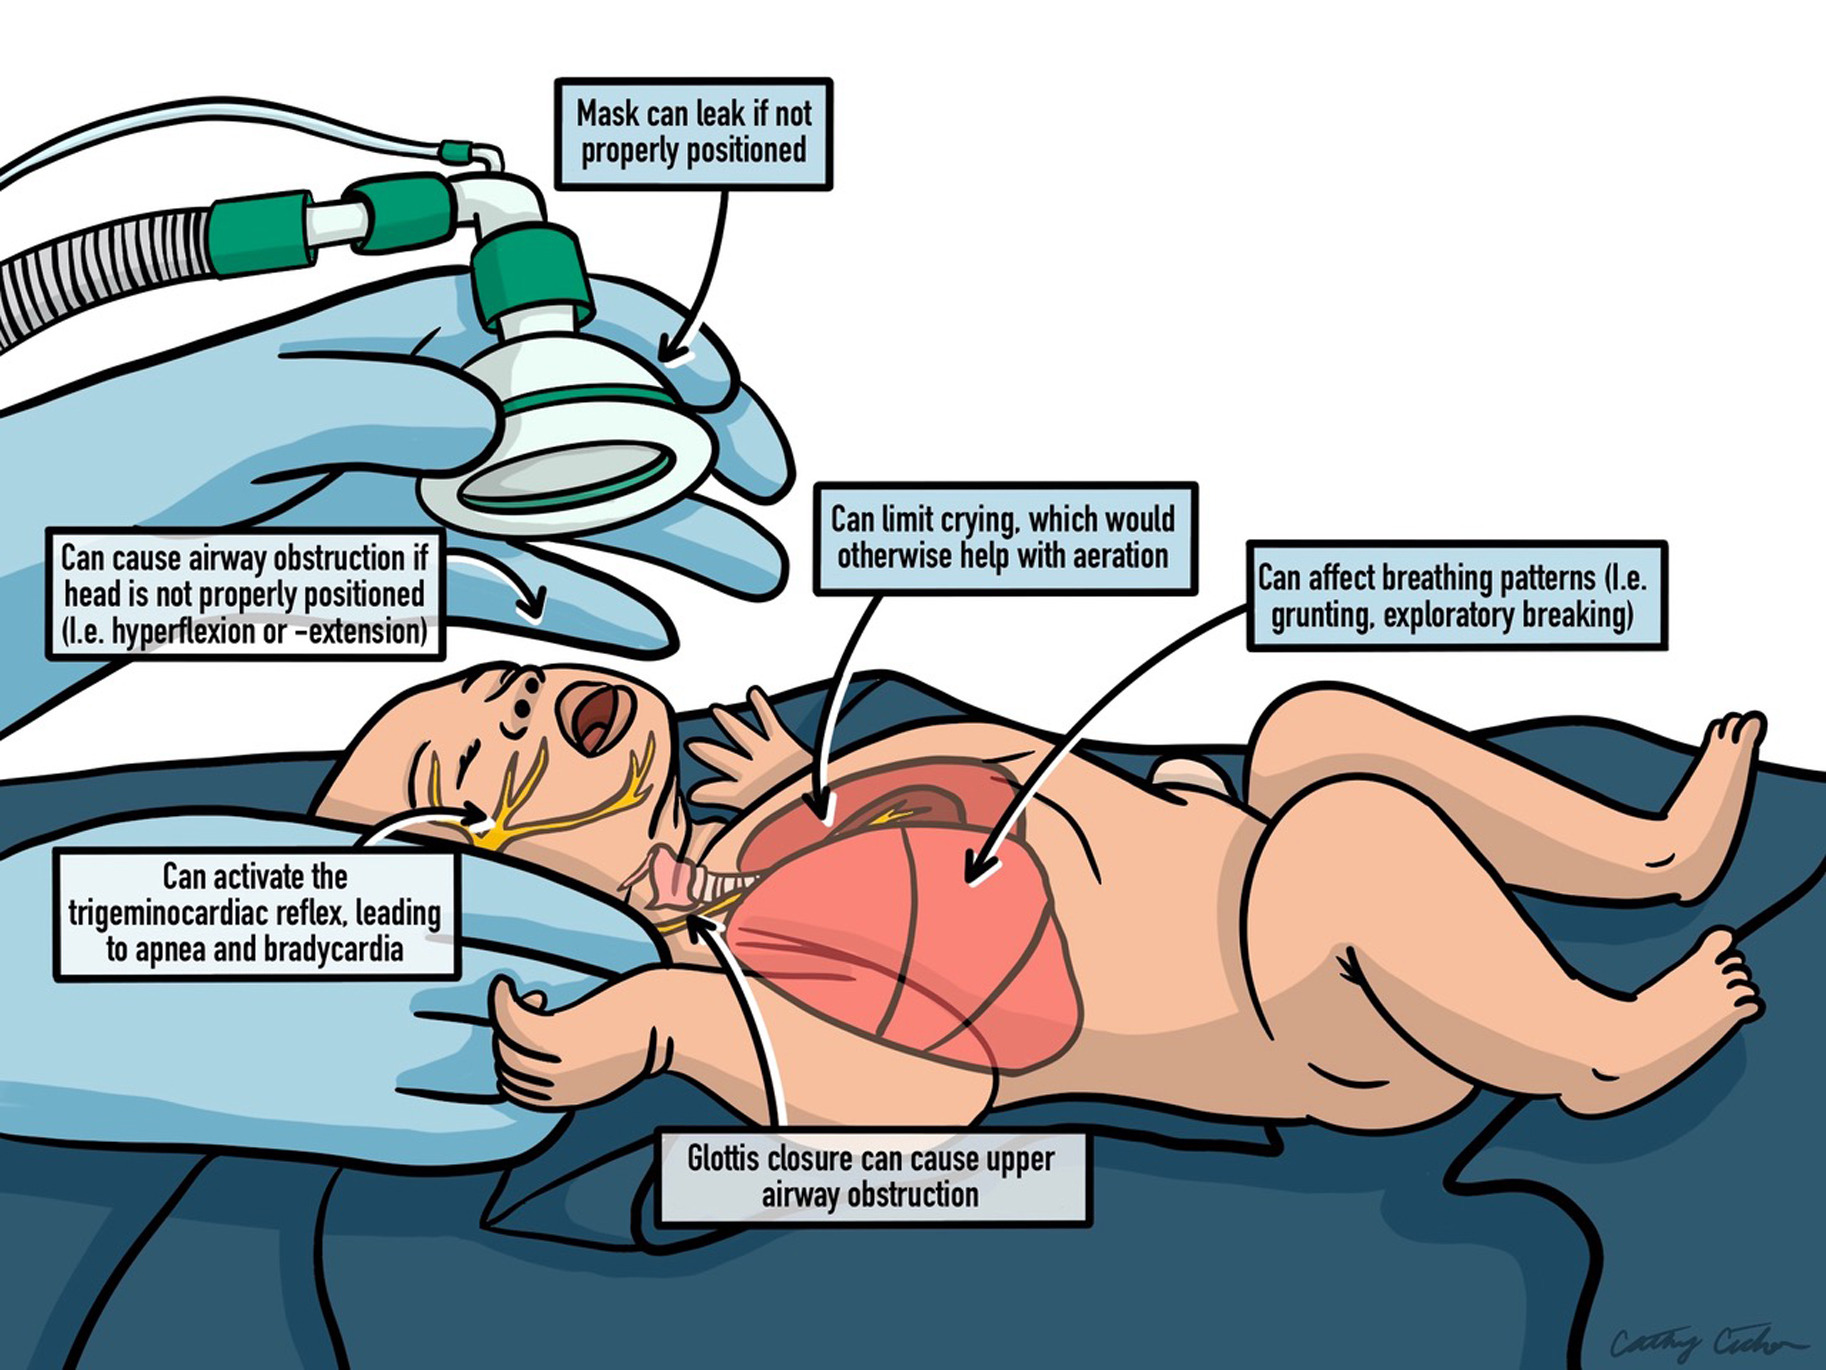 Mask can leak if not
properly positioned
Can limit crying, which would
otherwise help with aeration
Can cause airway obstruction if
head is not properly positioned
(I.e. hyperflexion or -extension)
Can affect breathing patterns (I.e.
grunting, exploratory breaking)
Can activate the
trigeminocardiac reflex, leading
to apnea and bradycardia
Glottis closure can cause upper
airway obstruction
Cathy